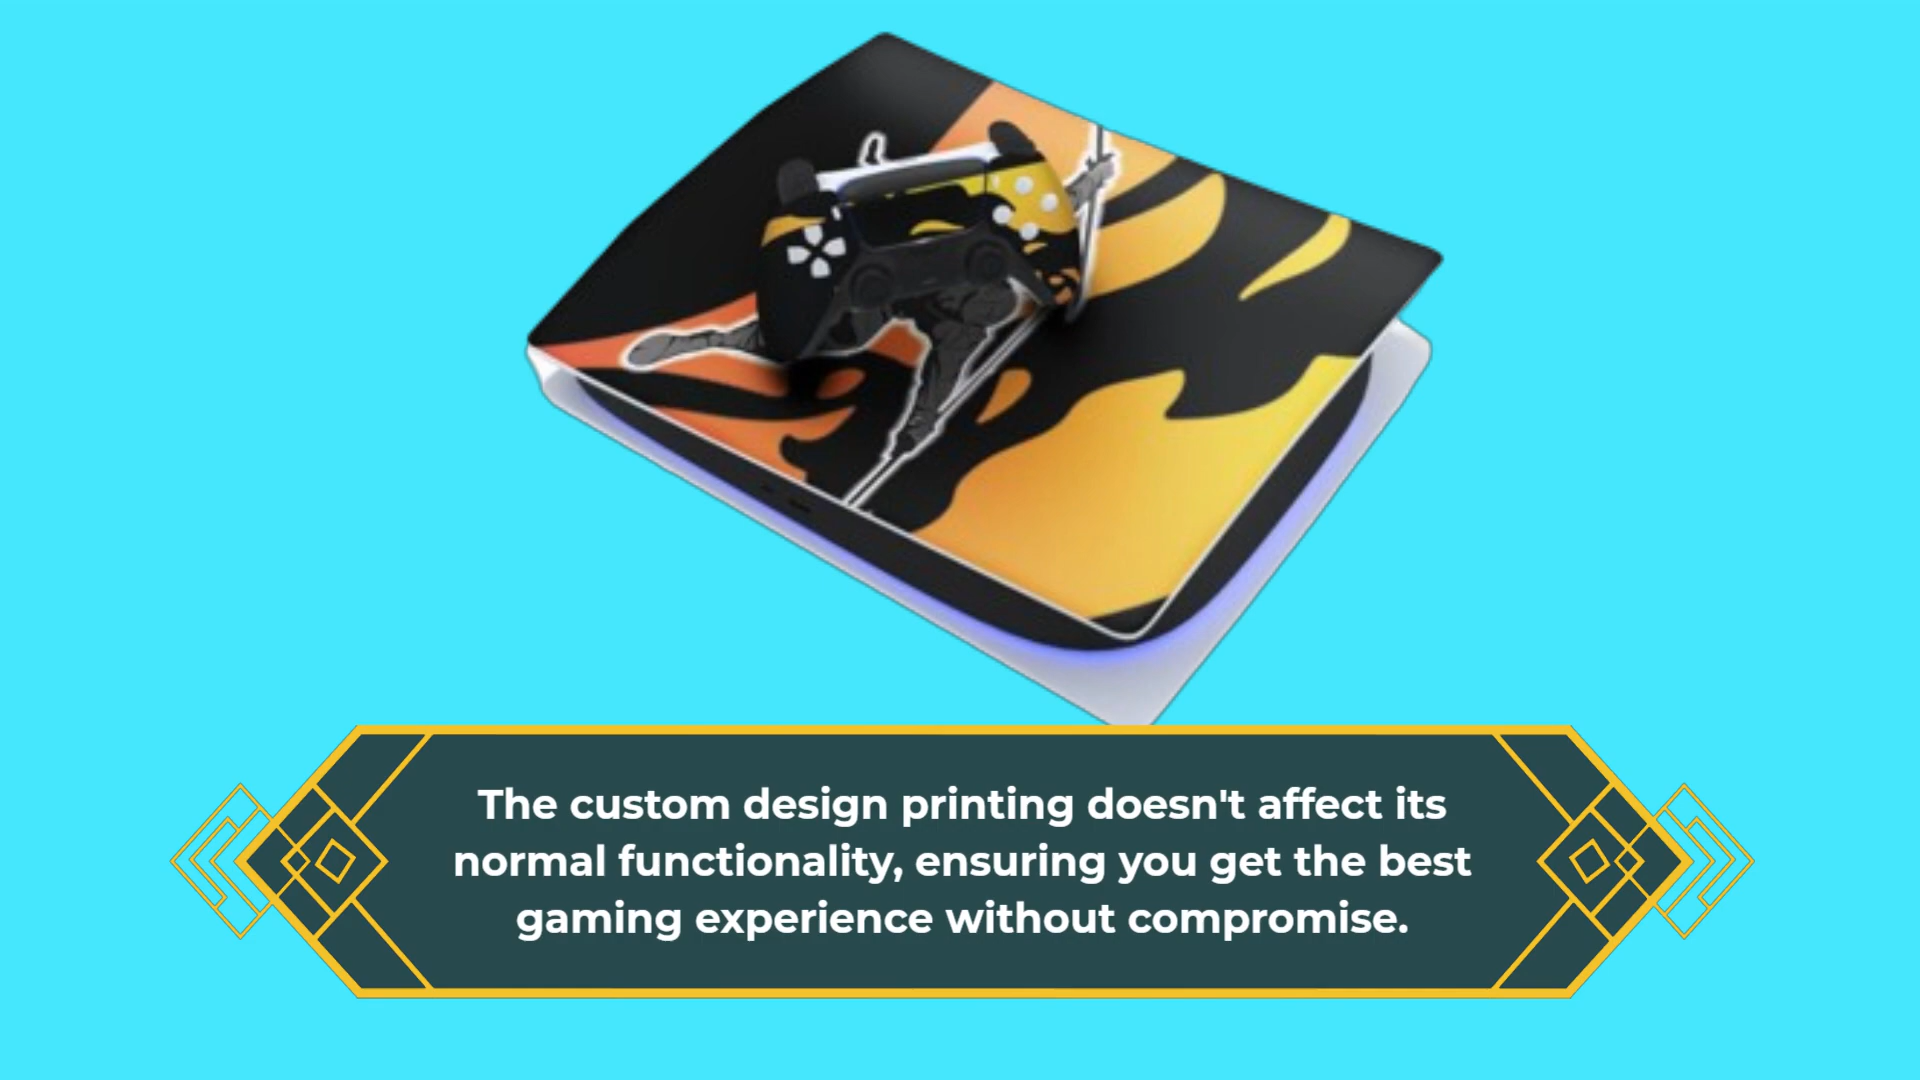 The custom design printing doesn't affect its
normal functionality, ensuring you get the best
gaming experience without compromise.